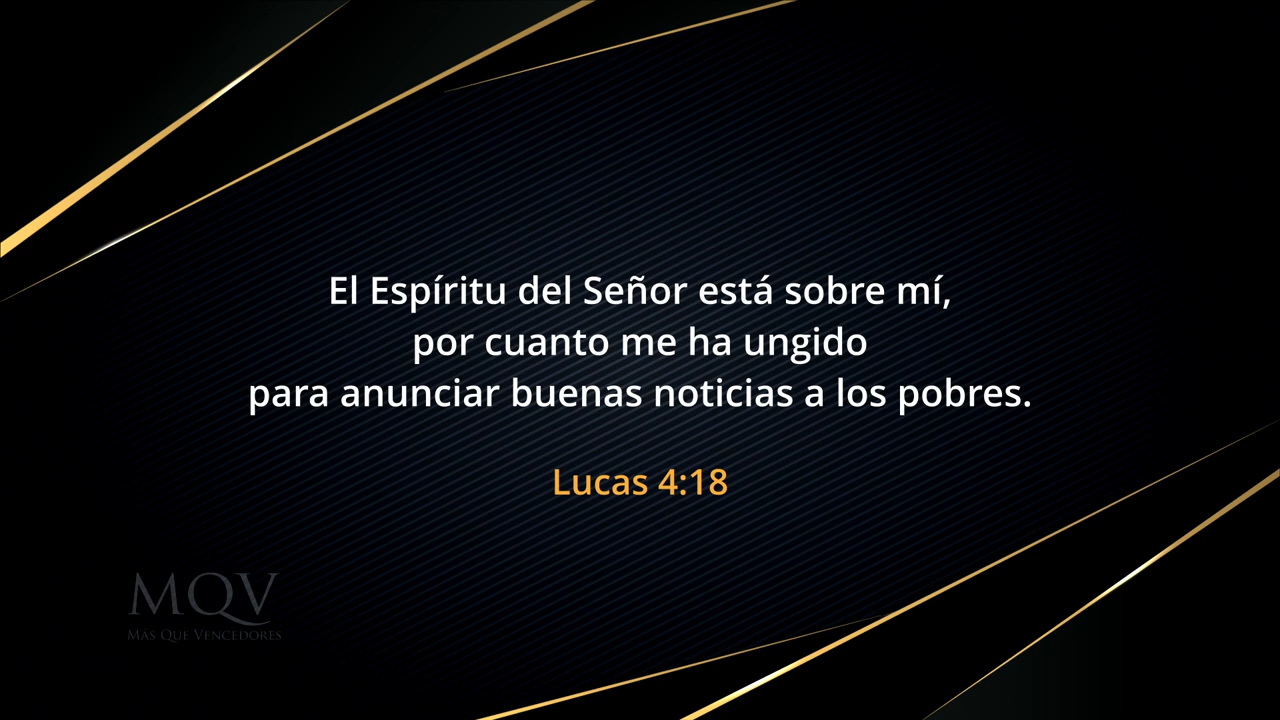 El Espíritu del Señor está sobre mí,
por cuanto me ha ungido
para anunciar buenas noticias a los pobres.
Lucas 4:18
MQV
MÁS QUE VENCEDORES